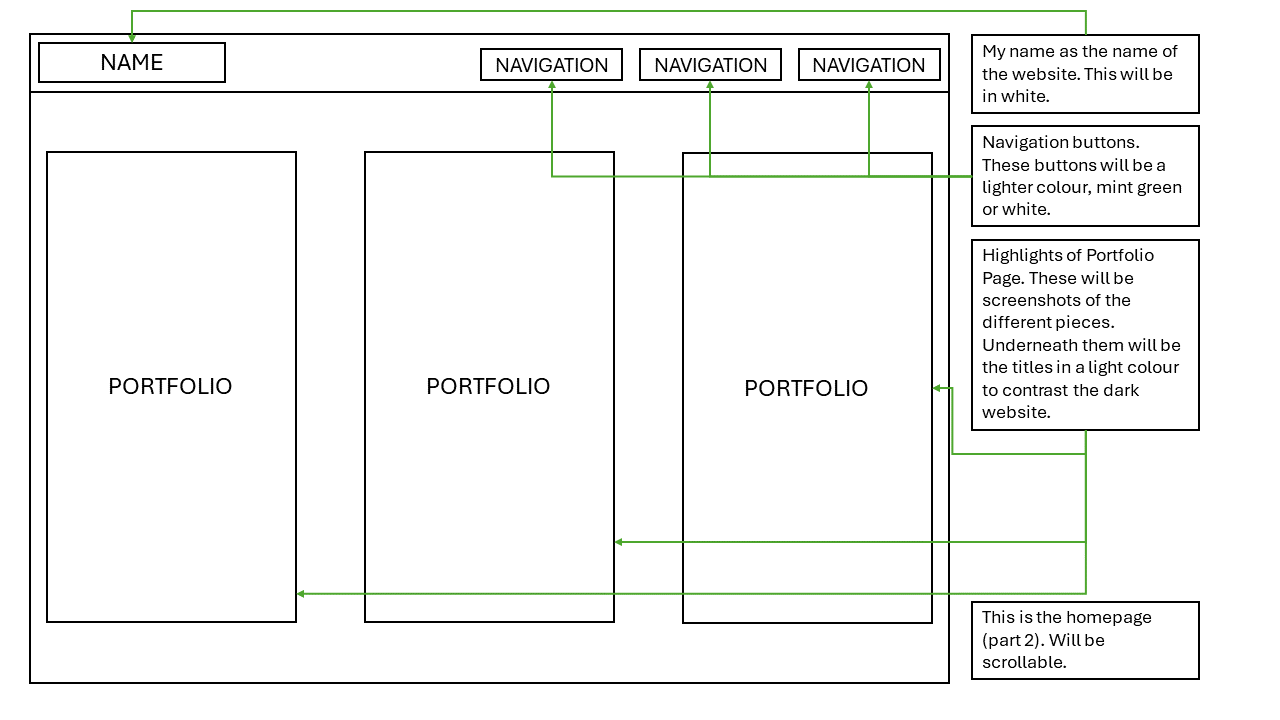 NAME
NAVIGATION
NAVIGATION
NAVIGATION
PORTFOLIO
PORTFOLIO
PORTFOLIO
My name as the name of
the website. This will be
in white.
Navigation buttons.
These buttons will be a
lighter colour, mint green
or white.
Highlights of Portfolio
Page. These will be
screenshots of the
different pieces.
Underneath them will be
the titles in a light colour
to contrast the dark
website.
This is the homepage
(part 2). Will be
scrollable.